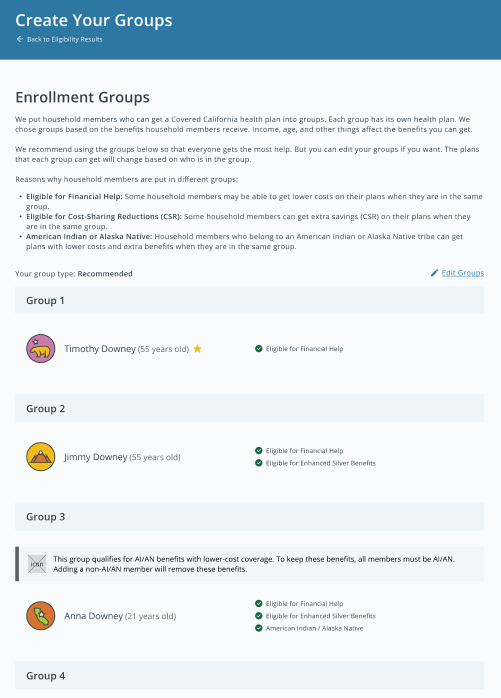 Create Your Groups
Back to Eligibility Results
Enrollment Groups
We put household members who can get a Covered California health plan into groups. Each group has its own health plan. We
chose groups based on the benefits household members receive. Income, age, and other things affect the benefits you can get.
We recommend using the groups below so that everyone gets the most help. But you can edit your groups if you want. The plans
that each group can get will change based on who is in the group.
Reasons why household members are put in different groups:
• Eligible for Financial Help: Some household members may be able to get lower costs on their plans when they are in the same
group.
• Eligible for Cost-Sharing Reductions (CSR): Some household members can get extra savings (CSR) on their plans when they
are in the same group.
• American Indian or Alaska Native: Household members who belong to an American Indian or Alaska Native tribe can get
plans with lower costs and extra benefits when they are in the same group.
Your group type: Recommended
Edit Groups
Group 1
Timothy Downey (55 years old)
Eligible for Financial Help
Group 2
Jimmy Downey (55 years old)
Eligible for Financial Help
Eligible for Enhanced Silver Benefits
Group 3
icon
This group qualifies for AI/AN benefits with lower-cost coverage. To keep these benefits, all members must be AI/AN.
Adding a non-AI/AN member will remove these benefits.
Anna Downey (21 years old)
Eligible for Financial Help
Eligible for Enhanced Silver Benefits
American Indian / Alaska Native
Group 4